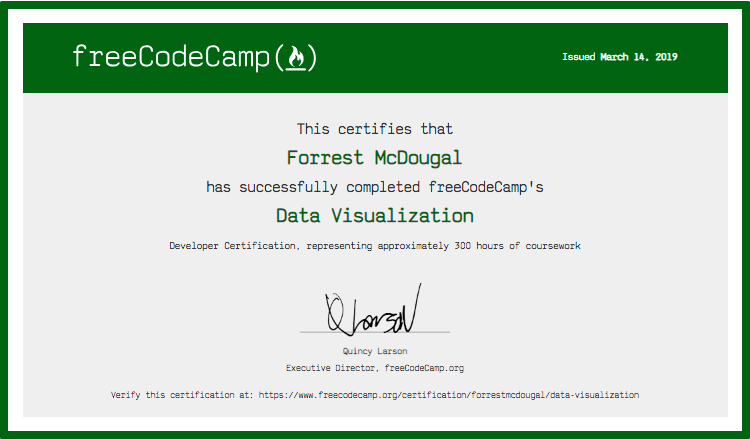 freeCodeCamp(🔥)
Issued March 14, 2019
This certifies that
Forrest McDougal
has successfully completed freeCodeCamp's
Data Visualization
Developer Certification, representing approximately 300 hours of coursework
Q Larson
Quincy Larson
Executive Director, freeCodeCamp.org
Verify this certification at: https://www.freecodecamp.org/certification/forrestmcdougal/data-visualization